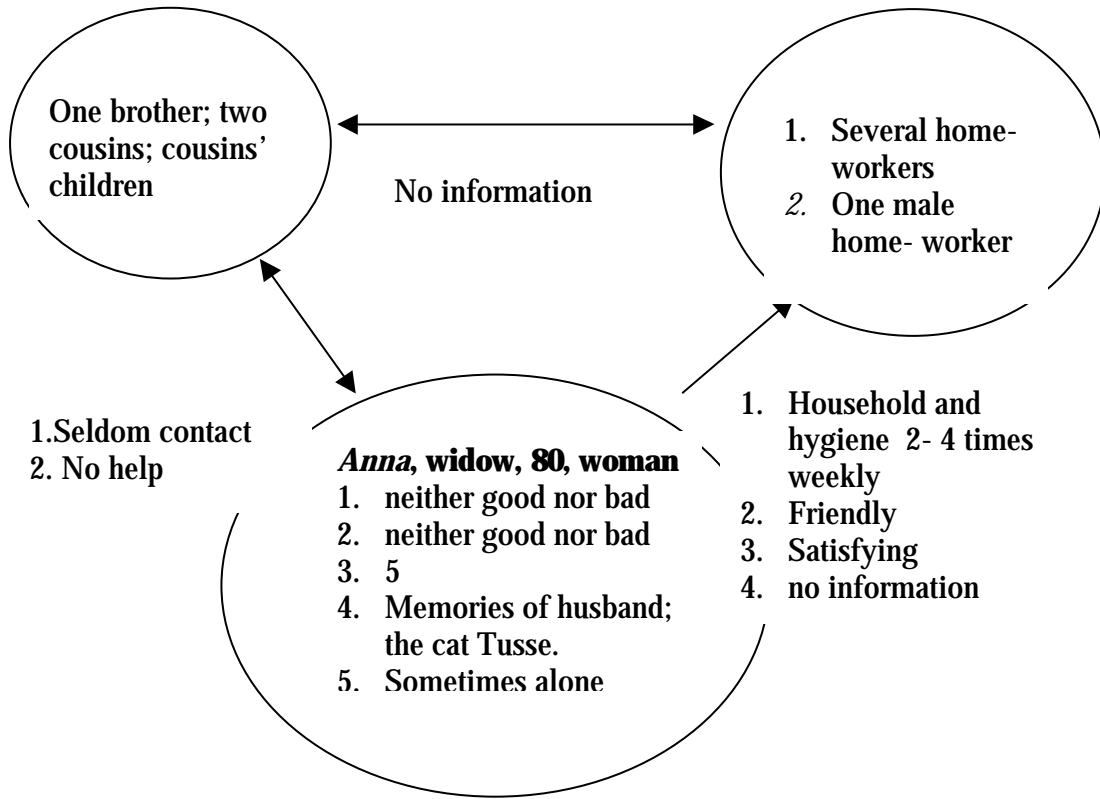 One brother; two
cousins; cousins’
children
No information
1. Several home-
workers
2. One male
home- worker
1.Seldom contact
2. No help
Anna, widow, 80, woman
1. neither good nor bad
2. neither good nor bad
3. 5
4. Memories of husband;
the cat Tusse.
5. Sometimes alone
1. Household and
hygiene 2- 4 times
weekly
2. Friendly
3. Satisfying
4. no information